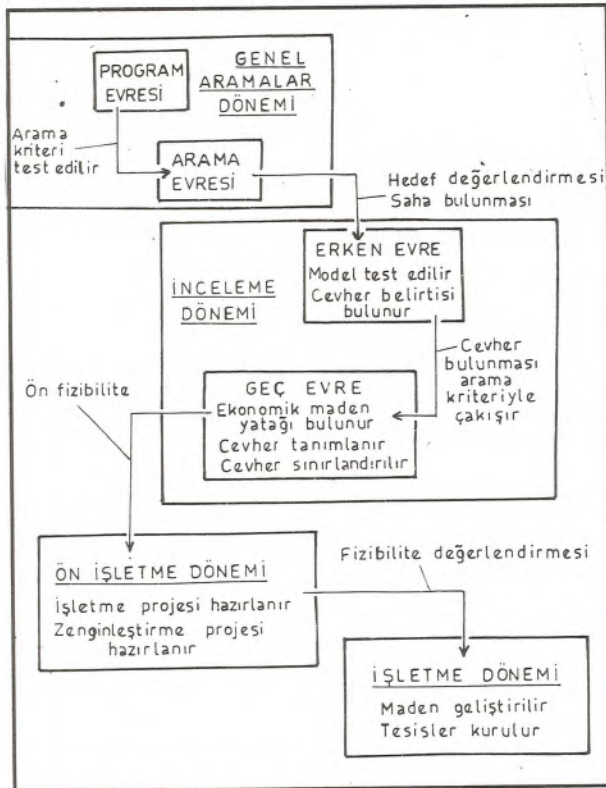 GENEL
ARAMALAR
DÖNEMİ
PROGRAM
EVRESİ
Arama
kriteri
test edilir
ARAMA
EVRESİ
Hedef değerlendirmesi
Saha bulunması
İNCELEME
DÖNEMİ
ERKEN EVRE
Model test edilir
Cevher belirtisi
bulunur
Cevher
bulunması
arama
kriteriyle
çakışır
GEÇ EVRE
Ekonomik maden
yatağı bulunur
Cevher tanımlanır
Cevher sınırlandırılır
Ön fizibilite
ÖN İŞLETME DÖNEMİ
İşletme projesi hazırlanır
Zenginleştirme projesi
hazırlanır
Fizibilite değerlendirmesi
İŞLETME DÖNEMİ
Maden geliştirilir
Tesisler kurulur